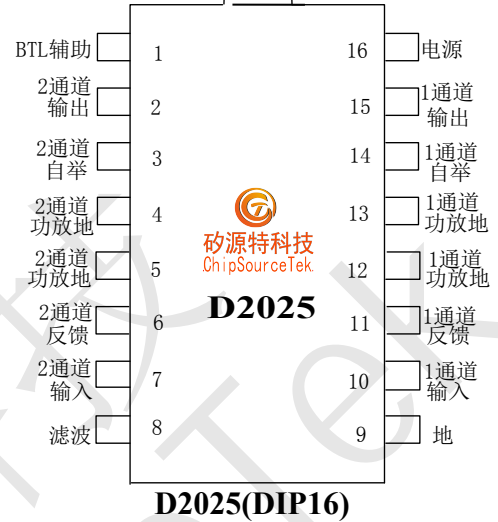 BTL辅助 1 16 电源
2通道 1通道
输出 2 15 输出
2通道 1通道
自举 3 14 自举
2通道 1通道
功放地 4 13 功放地
矽源特科技
ChipSourceTek.
2通道 1通道
功放地 5 12 功放地
D2025
2通道 1通道
反馈 6 11 反馈
2通道 1通道
输入 7 10 输入
滤波 8 9 地
D2025(DIP16)
技
Tek